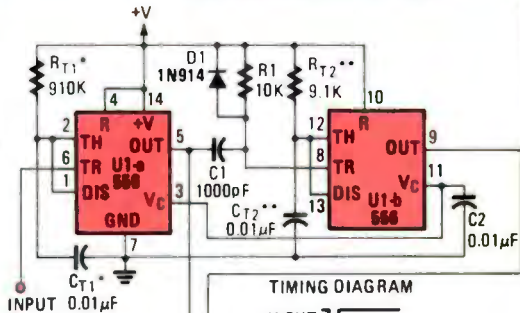 +V
RT1*
910K
D1
1N914
R1
10K
RT2**
9.1K
4
14
R
+V
2
TH
OUT
5
6
TR
U1-a
556
1
DIS
VC
3
GND
7
C1
1000pF
10
R
12
TH
OUT
9
8
TR
U1-b
556
VC
11
13
DIS
CT2**
0.01µF
C2
0.01µF
CT1*
0.01µF
INPUT
TIMING DIAGRAM